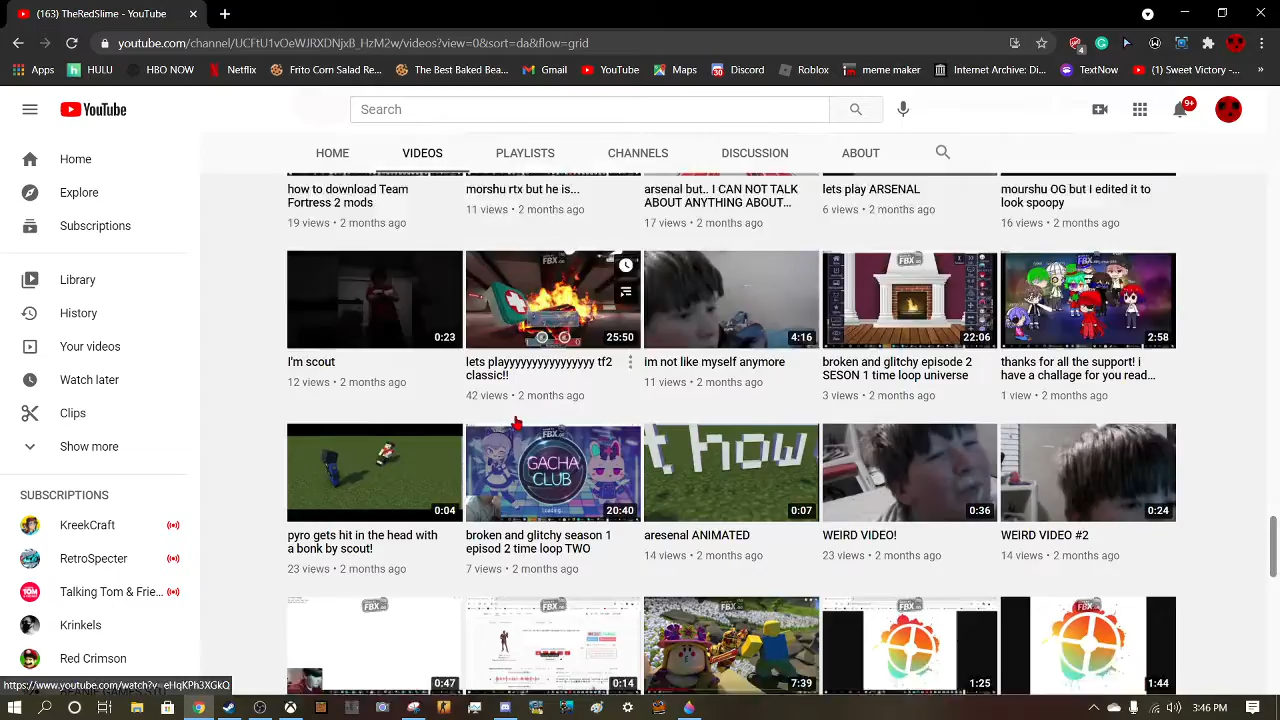 (163) TheRedSlime - YouTube
youtube.com/channel/UCFtU1vOeWJRXDNjxB_HzM2w/videos?view=0&sort=da&flow=grid
Apps HULU HBO NOW Netflix Frito Corn Salad Re... The Best Baked Bea... Gmail YouTube Maps Discord Roblox meme maker Internet Archive: Di... TextNow (1) Sweet Victory -...
YouTube Search 9+
HOME VIDEOS PLAYLISTS CHANNELS DISCUSSION ABOUT
Home
Explore
Subscriptions
Library
History
Your videos
Watch later
Clips
Show more
SUBSCRIPTIONS
KreekCraft
RetroSpecter
Talking Tom & Frie...
Krinkels
how to download Team
Fortress 2 mods
19 views • 2 months ago
morshu rtx but he is...
11 views • 2 months ago
arsenal but.. I CAN NOT TALK
ABOUT ANYTHING ABOUT...
17 views • 2 months ago
lets play ARSENAL
6 views • 2 months ago
mourshu OG but I edited it to
look spoopy
16 views • 2 months ago
0:23
I'm scout
12 views • 2 months ago
FBX
25:50
lets playyyyyyyyyyyyyyyy tf2
classic!!
42 views • 2 months ago
4:16
im not like myself anymore
11 views • 2 months ago
FBX
22:06
broken and glitchy episode 2
SESON 1 time loop universe
3 views • 2 months ago
FBX
2:58
thanks for all the support! i
have a challage for you read...
1 view • 2 months ago
0:04
pyro gets hit in the head with
a bonk by scout!
23 views • 2 months ago
FBX
GACHA
CLUB
Loading
20:40
broken and glitchy season 1
episod 2 time loop TWO
7 views • 2 months ago
how
0:07
aresenal ANIMATED
14 views • 2 months ago
0:36
WEIRD VIDEO!
23 views • 2 months ago
0:24
WEIRD VIDEO #2
14 views • 2 months ago
FBX
0:47
FBX
0:14
FBX
7:39
FBX
1:25
FBX
1:44
3:46 PM